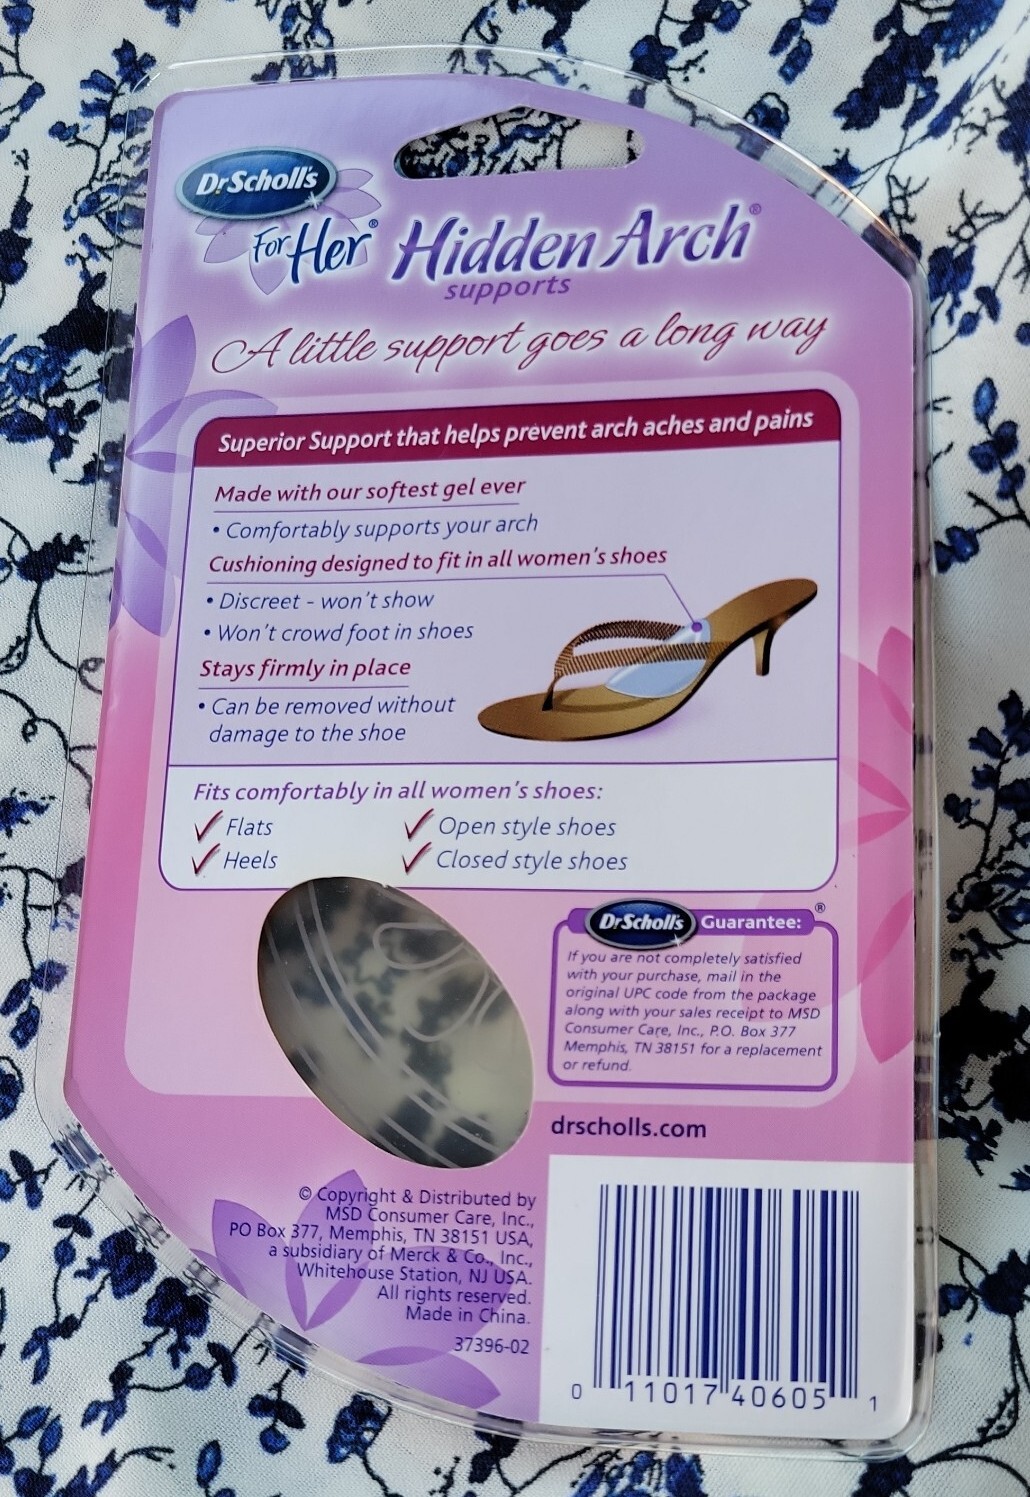 Dr Scholl's
For Her® Hidden Arch®
supports
A little support goes a long way
Superior Support that helps prevent arch aches and pains
Made with our softest gel ever
• Comfortably supports your arch
Cushioning designed to fit in all women's shoes
• Discreet - won't show
• Won't crowd foot in shoes
Stays firmly in place
• Can be removed without
damage to the shoe
Fits comfortably in all women's shoes:
✓ Flats ✓ Open style shoes
✓ Heels ✓ Closed style shoes
Dr Scholl's Guarantee: ®
If you are not completely satisfied
with your purchase, mail in the
original UPC code from the package
along with your sales receipt to MSD
Consumer Care, Inc., P.O. Box 377
Memphis, TN 38151 for a replacement
or refund.
drscholls.com
© Copyright & Distributed by
MSD Consumer Care, Inc.,
PO Box 377, Memphis, TN 38151 USA,
a subsidiary of Merck & Co., Inc.,
Whitehouse Station, NJ USA.
All rights reserved.
Made in China.
37396-02
0 11017 40605 1